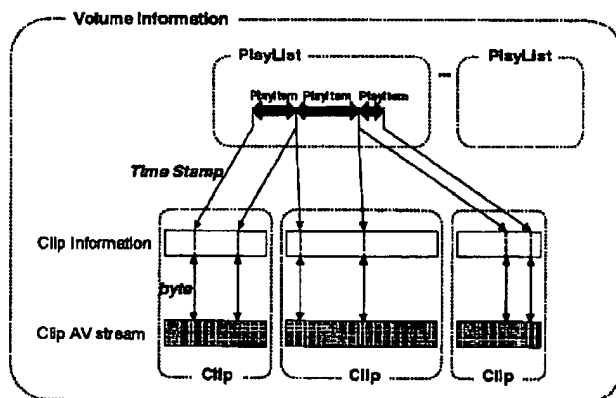 Volume Information
PlayList
PlayList
PlayItem PlayItem PlayItem
Time Stamp
Clip Information
byte
Clip AV stream
Clip
Clip
Clip